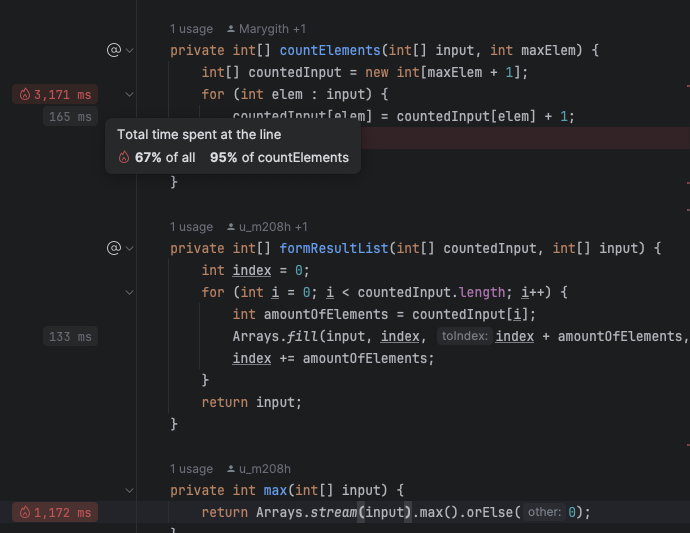 1 usage Marygith +1
@ private int[] countElements(int[] input, int maxElem) {
int[] countedInput = new int[maxElem + 1];
3,171 ms for (int elem : input) {
165 ms countedInput[elem] = countedInput[elem] + 1;
Total time spent at the line
67% of all 95% of countElements
}
1 usage u_m208h +1
@ private int[] formResultList(int[] countedInput, int[] input) {
int index = 0;
for (int i = 0; i < countedInput.length; i++) {
int amountOfElements = countedInput[i];
133 ms Arrays.fill(input, index, toIndex: index + amountOfElements,
index += amountOfElements;
}
return input;
}
1 usage u_m208h
private int max(int[] input) {
1,172 ms return Arrays.stream(input).max().orElse( other: 0);
}